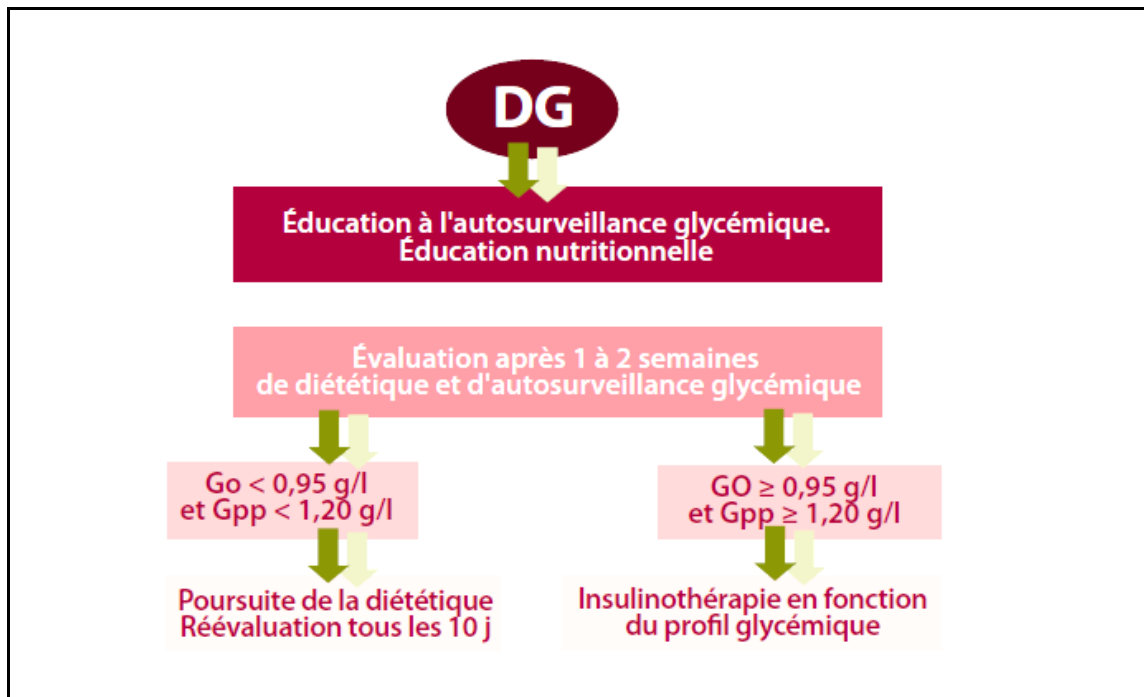 DG
Éducation à l'autosurveillance glycémique.
Éducation nutritionnelle
Évaluation après 1 à 2 semaines
de diététique et d'autosurveillance glycémique
Go < 0,95 g/l
et Gpp < 1,20 g/l
GO ≥ 0,95 g/l
et Gpp ≥ 1,20 g/l
Poursuite de la diététique
Réévaluation tous les 10 j
Insulinothérapie en fonction
du profil glycémique